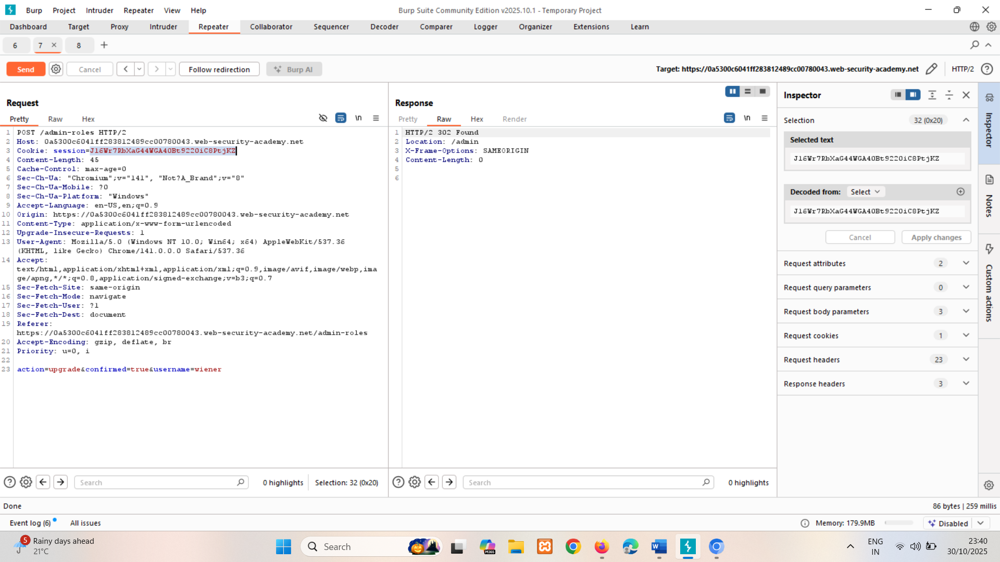 Burp Project Intruder Repeater View Help
Burp Suite Community Edition v2025.10.1 - Temporary Project
Dashboard Target Proxy Intruder Repeater Collaborator Sequencer Decoder Comparer Logger Organizer Extensions Learn
6 7 × 8 +
Send Cancel < > Follow redirection Burp AI
Target: https://0a5300c6041ff283812489cc00780043.web-security-academy.net HTTP/2
Request
Pretty Raw Hex
\n
1 POST /admin-roles HTTP/2
2 Host: 0a5300c6041ff283812489cc00780043.web-security-academy.net
3 Cookie: session=J16Wr7RbXaG44WGA40Bt9220iC8PtjKZ
4 Content-Length: 45
5 Cache-Control: max-age=0
6 Sec-Ch-Ua: "Chromium";v="141", "Not?A_Brand";v="8"
7 Sec-Ch-Ua-Mobile: ?0
8 Sec-Ch-Ua-Platform: "Windows"
9 Accept-Language: en-US,en;q=0.9
10 Origin: https://0a5300c6041ff283812489cc00780043.web-security-academy.net
11 Content-Type: application/x-www-form-urlencoded
12 Upgrade-Insecure-Requests: 1
13 User-Agent: Mozilla/5.0 (Windows NT 10.0; Win64; x64) AppleWebKit/537.36
(KHTML, like Gecko) Chrome/141.0.0.0 Safari/537.36
14 Accept:
text/html,application/xhtml+xml,application/xml;q=0.9,image/avif,image/webp,ima
ge/apng,*/*;q=0.8,application/signed-exchange;v=b3;q=0.7
15 Sec-Fetch-Site: same-origin
16 Sec-Fetch-Mode: navigate
17 Sec-Fetch-User: ?1
18 Sec-Fetch-Dest: document
19 Referer:
https://0a5300c6041ff283812489cc00780043.web-security-academy.net/admin-roles
20 Accept-Encoding: gzip, deflate, br
21 Priority: u=0, i
22
23 action=upgrade&confirmed=true&username=wiener
Search 0 highlights Selection: 32 (0x20)
Response
Pretty Raw Hex Render
\n
1 HTTP/2 302 Found
2 Location: /admin
3 X-Frame-Options: SAMEORIGIN
4 Content-Length: 0
5
6
Search 0 highlights
Inspector
Selection 32 (0x20)
Selected text
J16Wr7RbXaG44WGA40Bt9220iC8PtjKZ
Decoded from: Select
J16Wr7RbXaG44WGA40Bt9220iC8PtjKZ
Cancel Apply changes
Request attributes 2
Request query parameters 0
Request body parameters 3
Request cookies 1
Request headers 23
Response headers 3
Inspector
Notes
Custom actions
Done
86 bytes | 259 millis
Event log (6) All issues
Memory: 179.9MB Disabled
5 Rainy days ahead
21°C
Search
M365
W
ENG
IN
23:40
30/10/2025